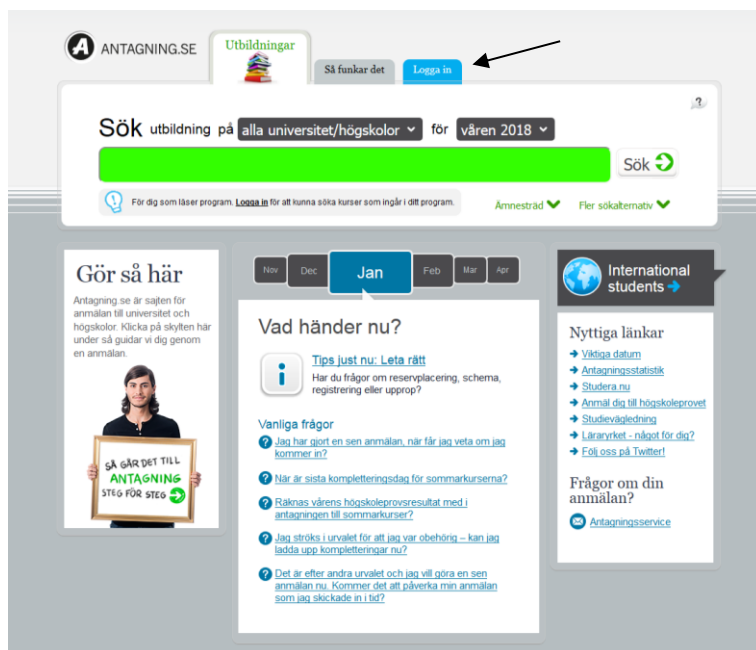 ANTAGNING.SE
Utbildningar
Så funkar det
Logga in
?
Sök utbildning på alla universitet/högskolor för våren 2018
Sök
För dig som läser program. Logga in för att kunna söka kurser som ingår i ditt program.
Ämnesträd
Fler sökalternativ
Gör så här
Antagning.se är sajten för
anmälan till universitet och
högskolor. Klicka på skylten här
under så guidar vi dig genom
en anmälan.
SÅ GÅR DET TILL
ANTAGNING
STEG FÖR STEG
Nov Dec Jan Feb Mar Apr
Vad händer nu?
i
Tips just nu: Leta rätt
Har du frågor om reservplacering, schema,
registrering eller upprop?
Vanliga frågor
? Jag har gjort en sen anmälan, när får jag veta om jag
kommer in?
? När är sista kompletteringsdag för sommarkurserna?
? Räknas vårens högskoleprovsresultat med i
antagningen till sommarkurser?
? Jag ströks i urvalet för att jag var obehörig – kan jag
ladda upp kompletteringar nu?
? Det är efter andra urvalet och jag vill göra en sen
anmälan nu. Kommer det att påverka min anmälan
som jag skickade in i tid?
International
students
Nyttiga länkar
Viktiga datum
Antagningsstatistik
Studera.nu
Anmäl dig till högskoleprovet
Studievägledning
Läraryrket - något för dig?
Följ oss på Twitter!
Frågor om din
anmälan?
Antagningsservice